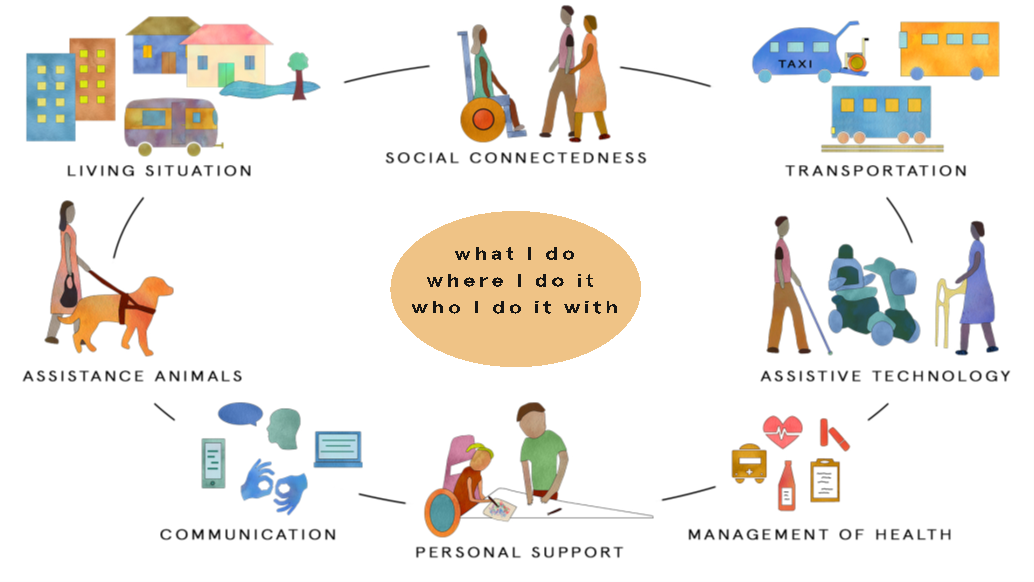 TAXI
LIVING SITUATION
SOCIAL CONNECTEDNESS
TRANSPORTATION
what I do
where I do it
who I do it with
ASSISTANCE ANIMALS
ASSISTIVE TECHNOLOGY
COMMUNICATION
PERSONAL SUPPORT
MANAGEMENT OF HEALTH